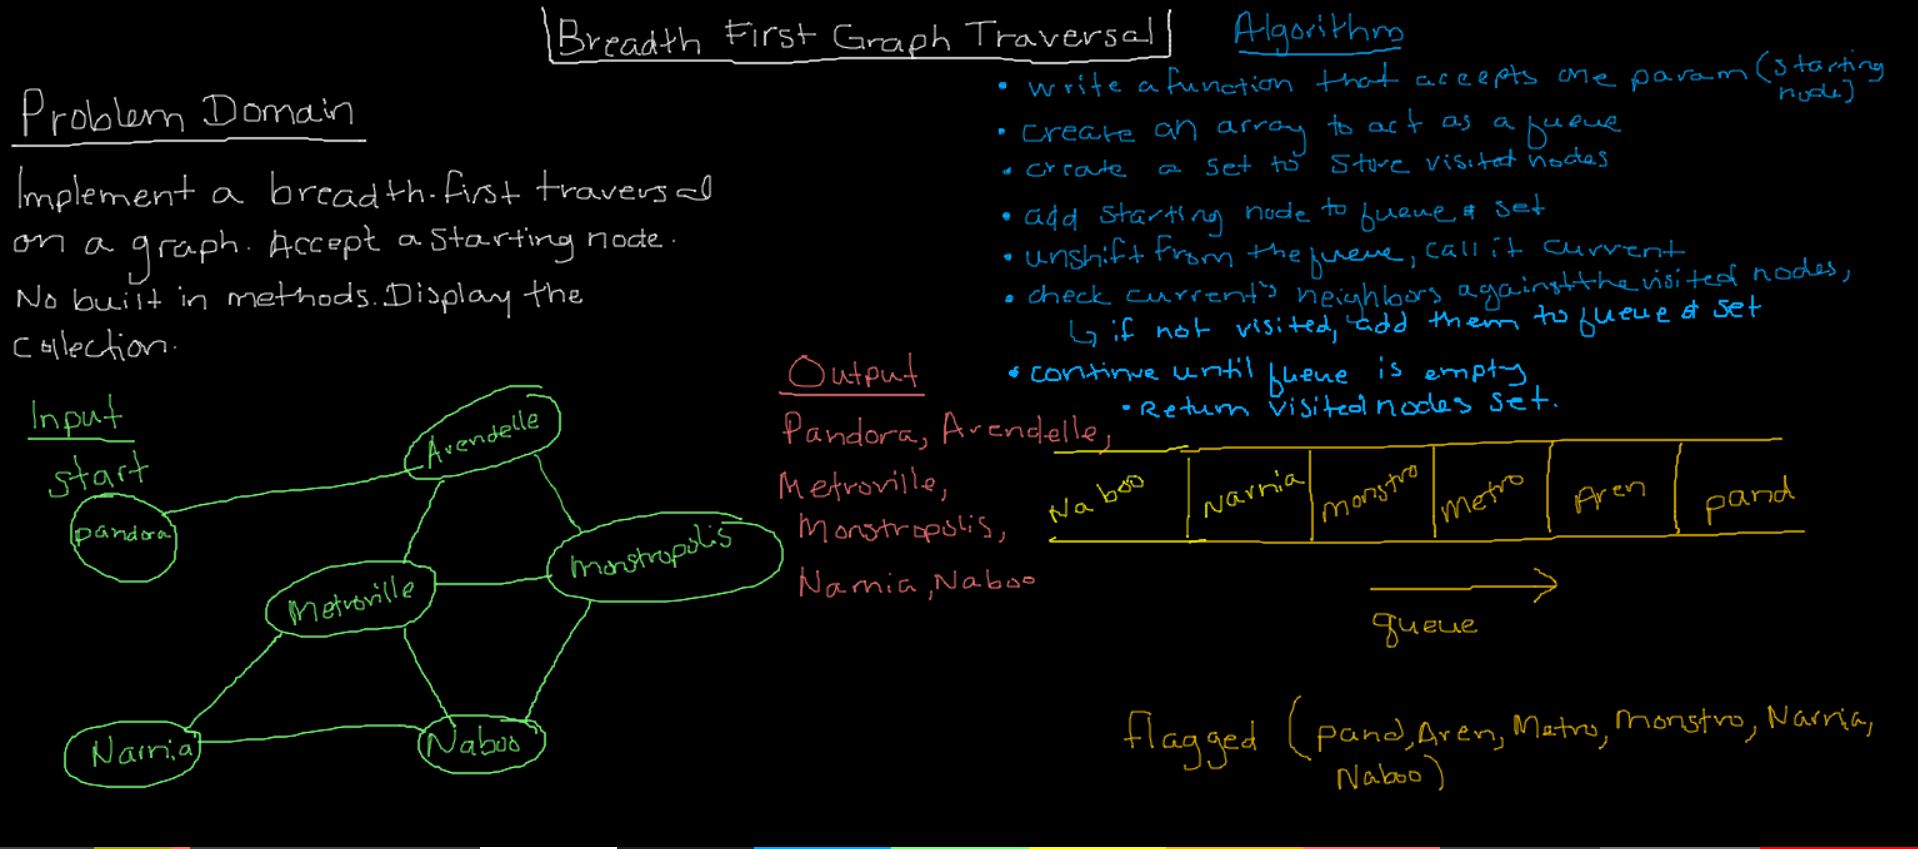 Breadth First Graph Traversal
Problem Domain
Implement a breadth-first traversal
on a graph. Accept a starting node.
No built in methods. Display the
collection.
Algorithm
• write a function that accepts one param (starting
node)
• create an array to act as a queue
• create a set to store visited nodes
• add starting node to queue & set
• unshift from the queue, call it current
• check current's neighbors against the visited nodes,
↳ if not visited, add them to queue & set
• continue until queue is empty
• Return visited nodes set.
Input
start
pandora
Arendelle
Metroville
Monstropolis
Narnia
Naboo
Output
Pandora, Arendelle,
Metroville,
Monstropolis,
Narnia, Naboo
Naboo Narnia Monstro Metro Aren pand
queue
flagged (pand, Aren, Metro, Monstro, Narnia,
Naboo)